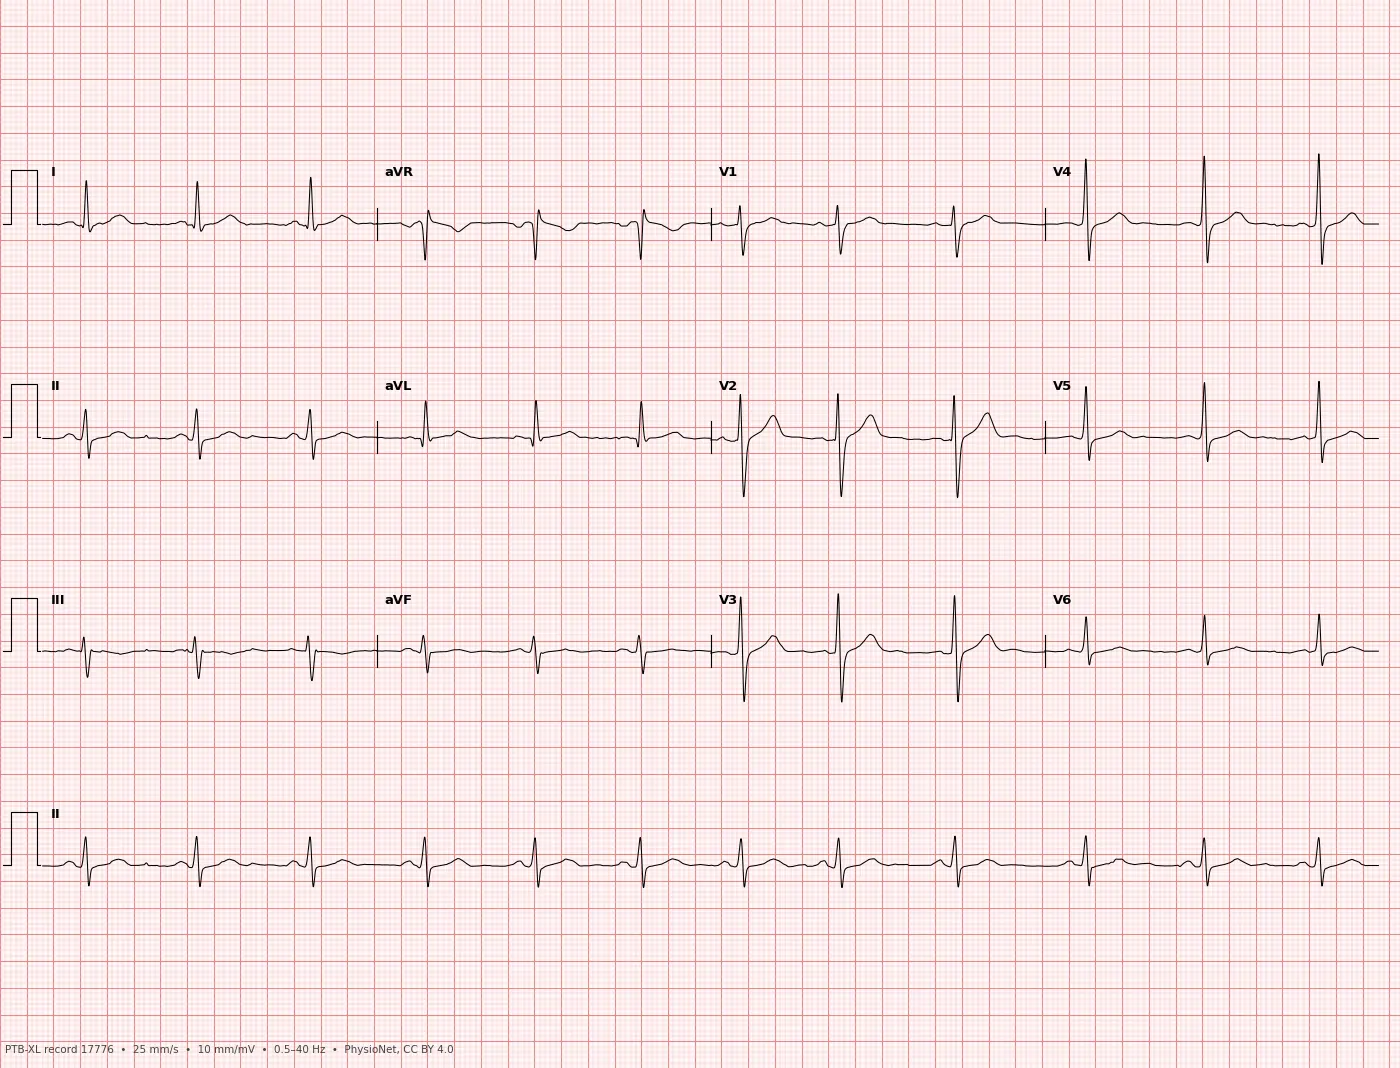 I aVR V1 V4
II aVL V2 V5
III aVF V3 V6
II
PTB-XL record 17776 • 25 mm/s • 10 mm/mV • 0.5–40 Hz • PhysioNet, CC BY 4.0